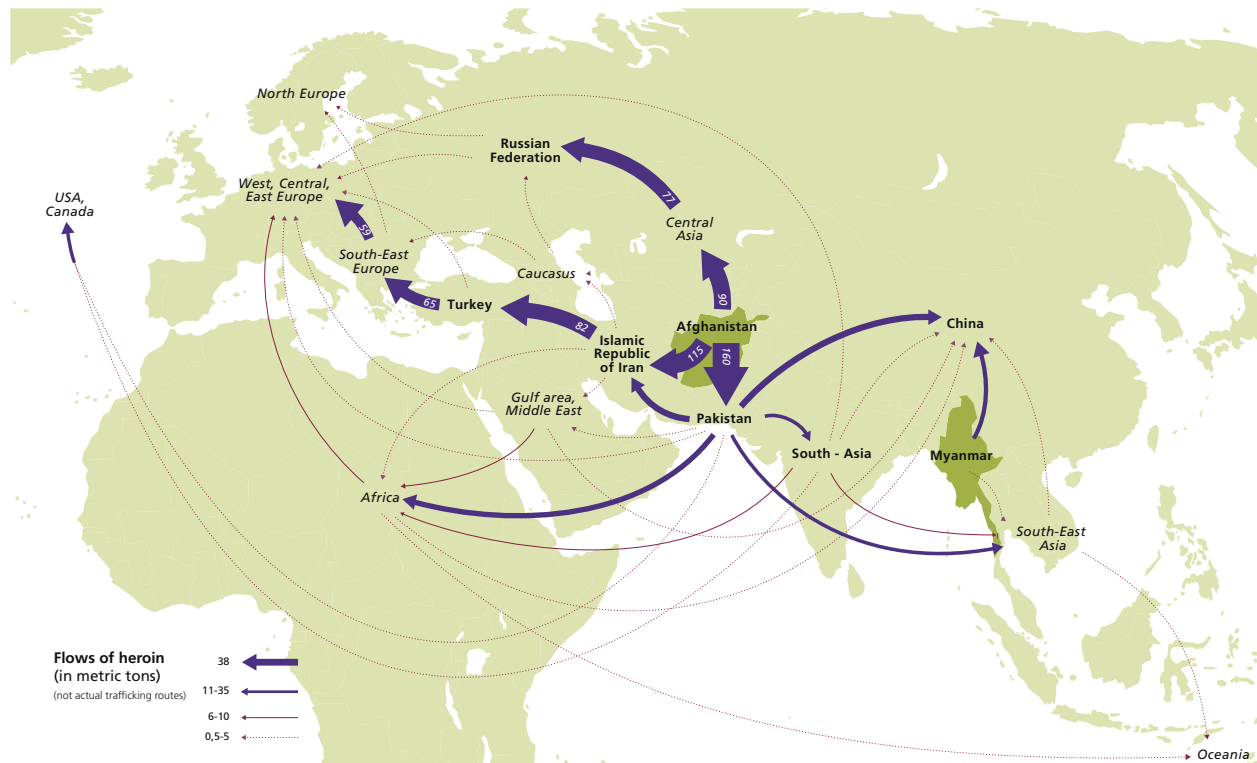 North Europe
Russian
Federation
West, Central,
East Europe
USA,
Canada
77
Central
Asia
59
South-East
Europe
Caucasus
90
65
Turkey
82
Afghanistan
China
Islamic
Republic
of Iran
115
160
Gulf area,
Middle East
Pakistan
South - Asia
Myanmar
Africa
South-East
Asia
Flows of heroin
(in metric tons)
(not actual trafficking routes)
38
11-35
6-10
0,5-5
Oceania